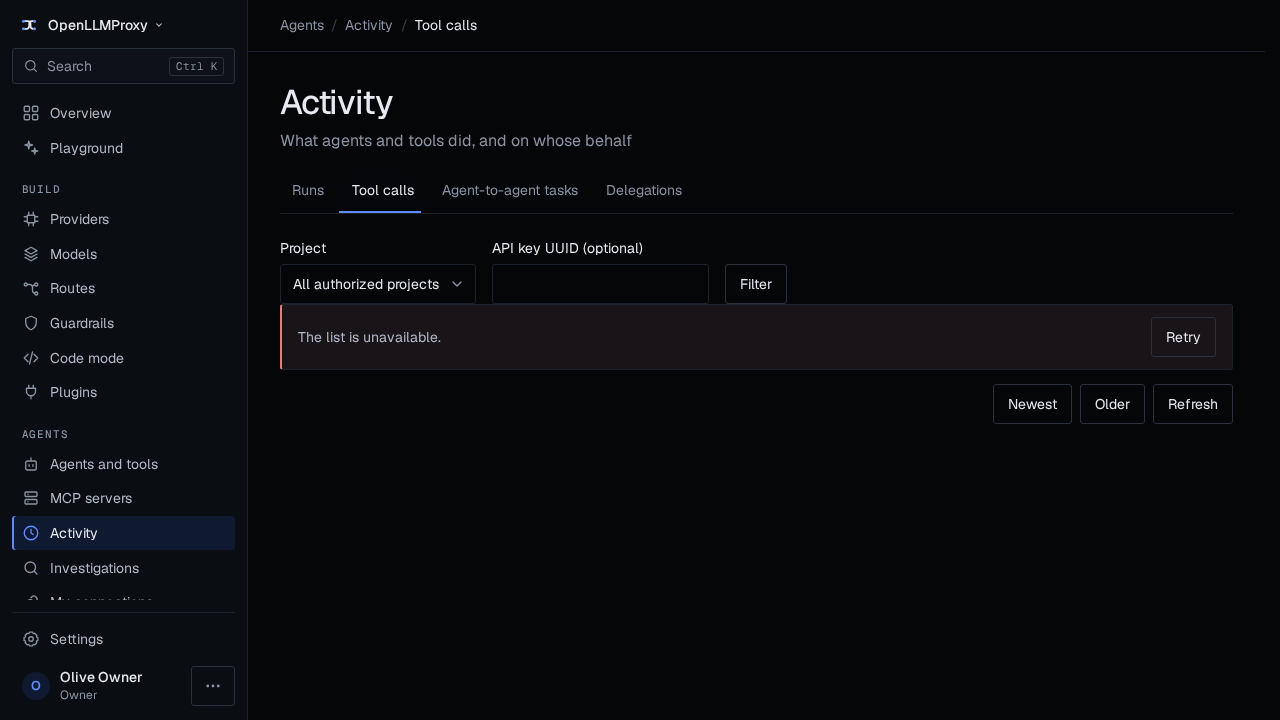 OpenLLMProxy
Search
Ctrl K
Overview
Playground
BUILD
Providers
Models
Routes
Guardrails
Code mode
Plugins
AGENTS
Agents and tools
MCP servers
Activity
Investigations
My connections
Settings
O
Olive Owner
Owner
Agents / Activity / Tool calls
Activity
What agents and tools did, and on whose behalf
Runs
Tool calls
Agent-to-agent tasks
Delegations
Project
API key UUID (optional)
All authorized projects
Filter
The list is unavailable.
Retry
Newest
Older
Refresh